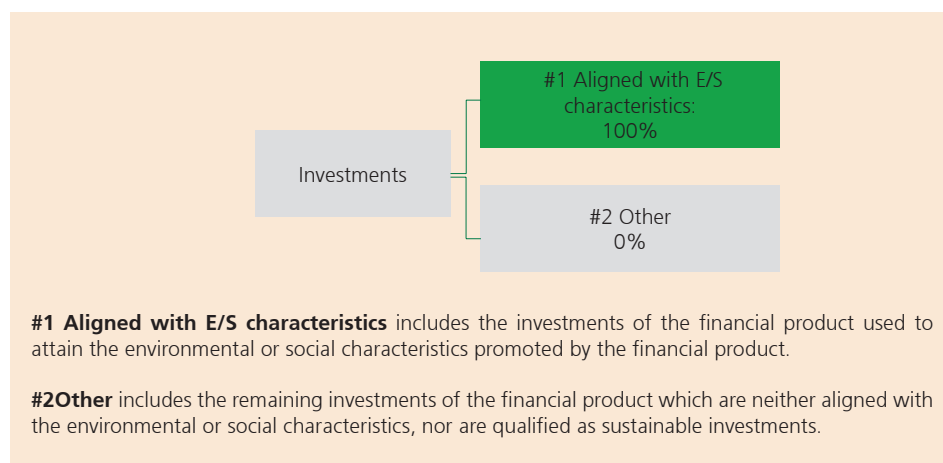 #1 Aligned with E/S
characteristics:
100%
Investments
#2 Other
0%
#1 Aligned with E/S characteristics includes the investments of the financial product used to
attain the environmental or social characteristics promoted by the financial product.
#2Other includes the remaining investments of the financial product which are neither aligned with
the environmental or social characteristics, nor are qualified as sustainable investments.